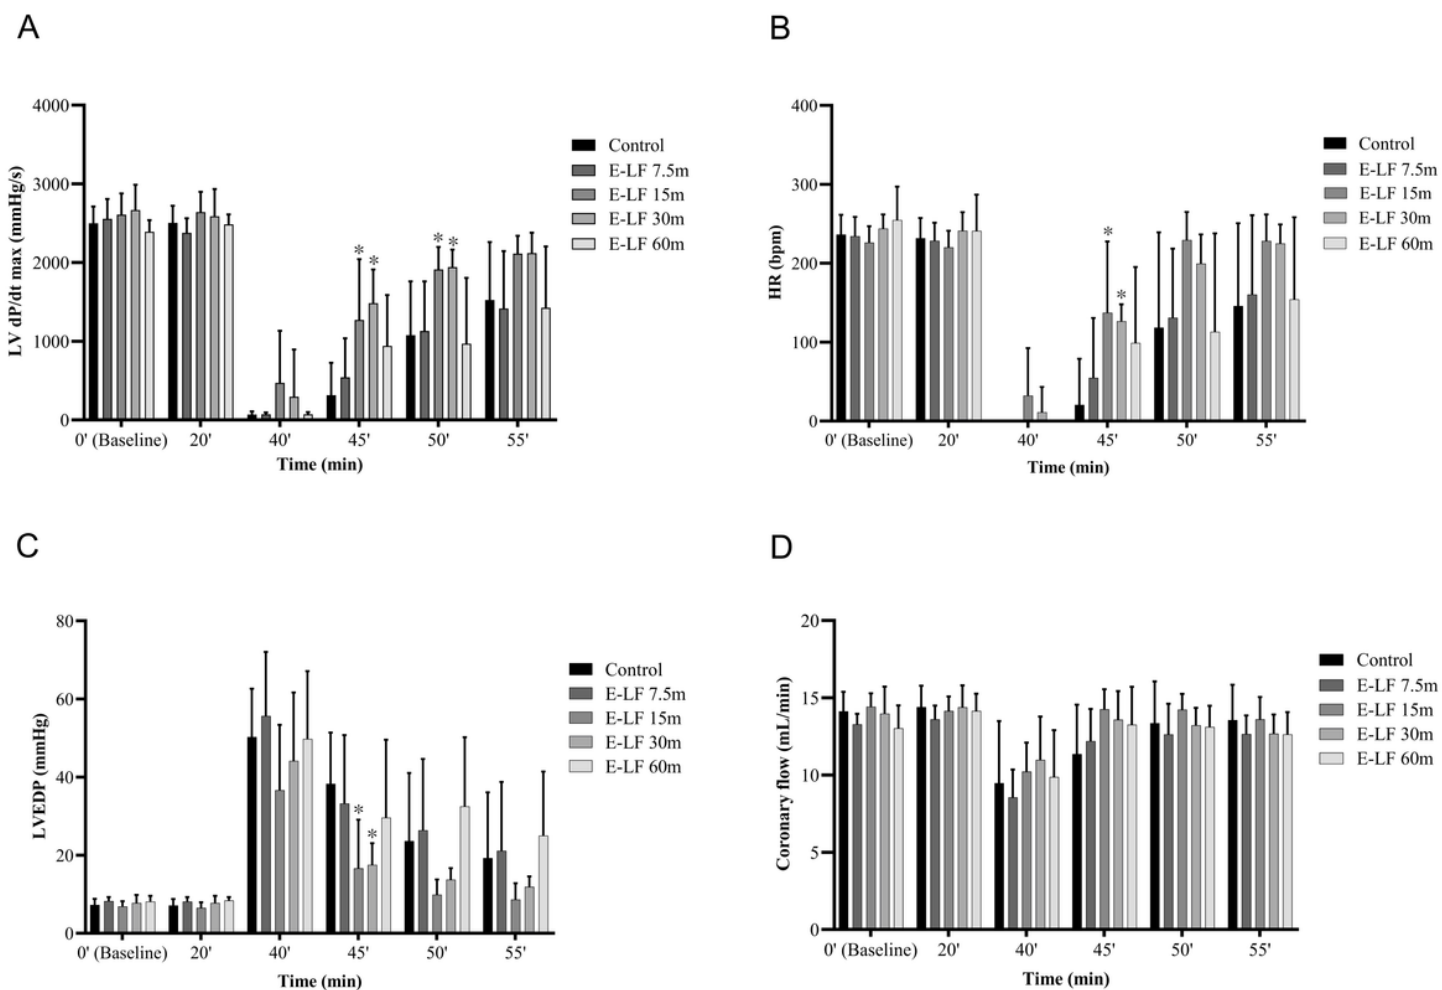 A
4000
3000
2000
1000
0
LV dP/dt max (mmHg/s)
* * * *
0' (Baseline) 20' 40' 45' 50' 55'
Time (min)
Control
E-LF 7.5m
E-LF 15m
E-LF 30m
E-LF 60m
B
400
300
200
100
0
HR (bpm)
* *
0' (Baseline) 20' 40' 45' 50' 55'
Time (min)
Control
E-LF 7.5m
E-LF 15m
E-LF 30m
E-LF 60m
C
80
60
40
20
0
LVEDP (mmHg)
* *
0' (Baseline) 20' 40' 45' 50' 55'
Time (min)
Control
E-LF 7.5m
E-LF 15m
E-LF 30m
E-LF 60m
D
20
15
10
5
0
Coronary flow (mL/min)
0' (Baseline) 20' 40' 45' 50' 55'
Time (min)
Control
E-LF 7.5m
E-LF 15m
E-LF 30m
E-LF 60m